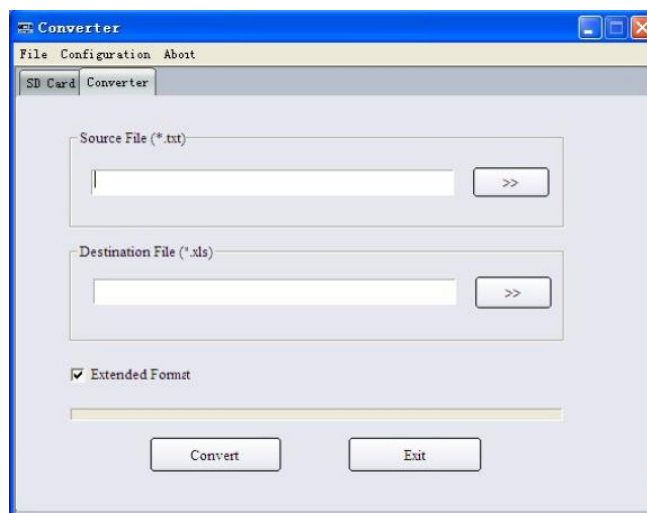 Converter
File Configuration About
SD Card Converter
Source File (*.txt)
>>
Destination File (*.xls)
>>
Extended Format
Convert Exit